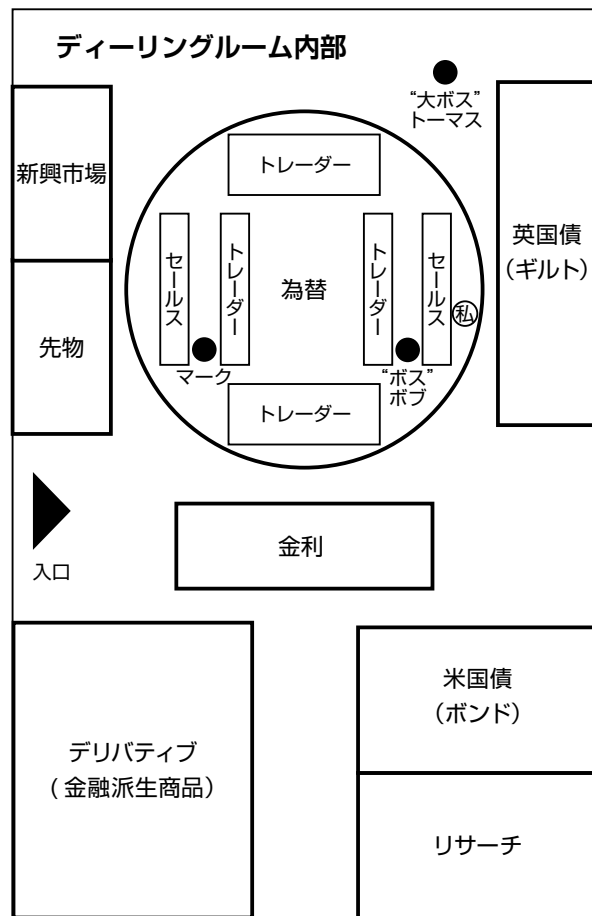 ディーリングルーム内部
“大ボス”
トーマス
新興市場
トレーダー
英国債
（ギルト）
セールス
トレーダー
為替
トレーダー
セールス
私
先物
マーク
“ボス”
ボブ
トレーダー
入口
金利
デリバティブ
(金融派生商品)
米国債
（ボンド）
リサーチ